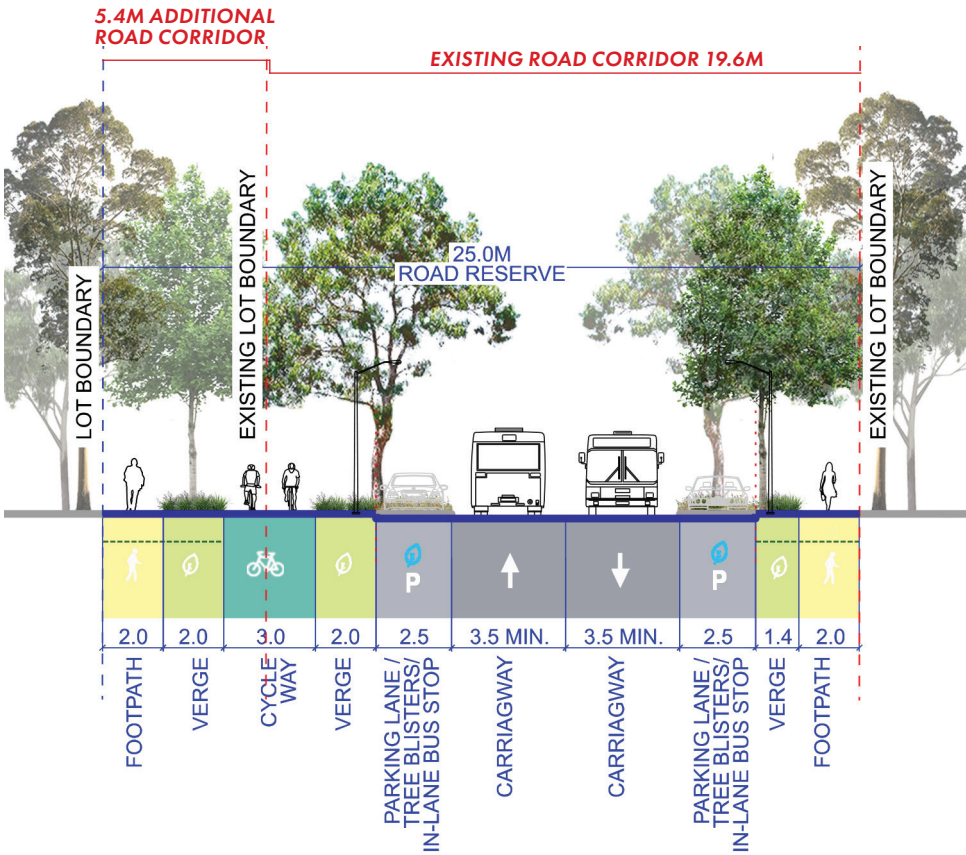 5.4M ADDITIONAL
ROAD CORRIDOR
EXISTING ROAD CORRIDOR 19.6M
LOT BOUNDARY
EXISTING LOT BOUNDARY
25.0M
ROAD RESERVE
EXISTING LOT BOUNDARY
P
P
2.0
2.0
3.0
2.0
2.5
3.5 MIN.
3.5 MIN.
2.5
1.4
2.0
FOOTPATH
VERGE
CYCLE
WAY
VERGE
PARKING LANE /
TREE BLISTERS/
IN-LANE BUS STOP
CARRIAGWAY
CARRIAGWAY
PARKING LANE /
TREE BLISTERS/
IN-LANE BUS STOP
VERGE
FOOTPATH